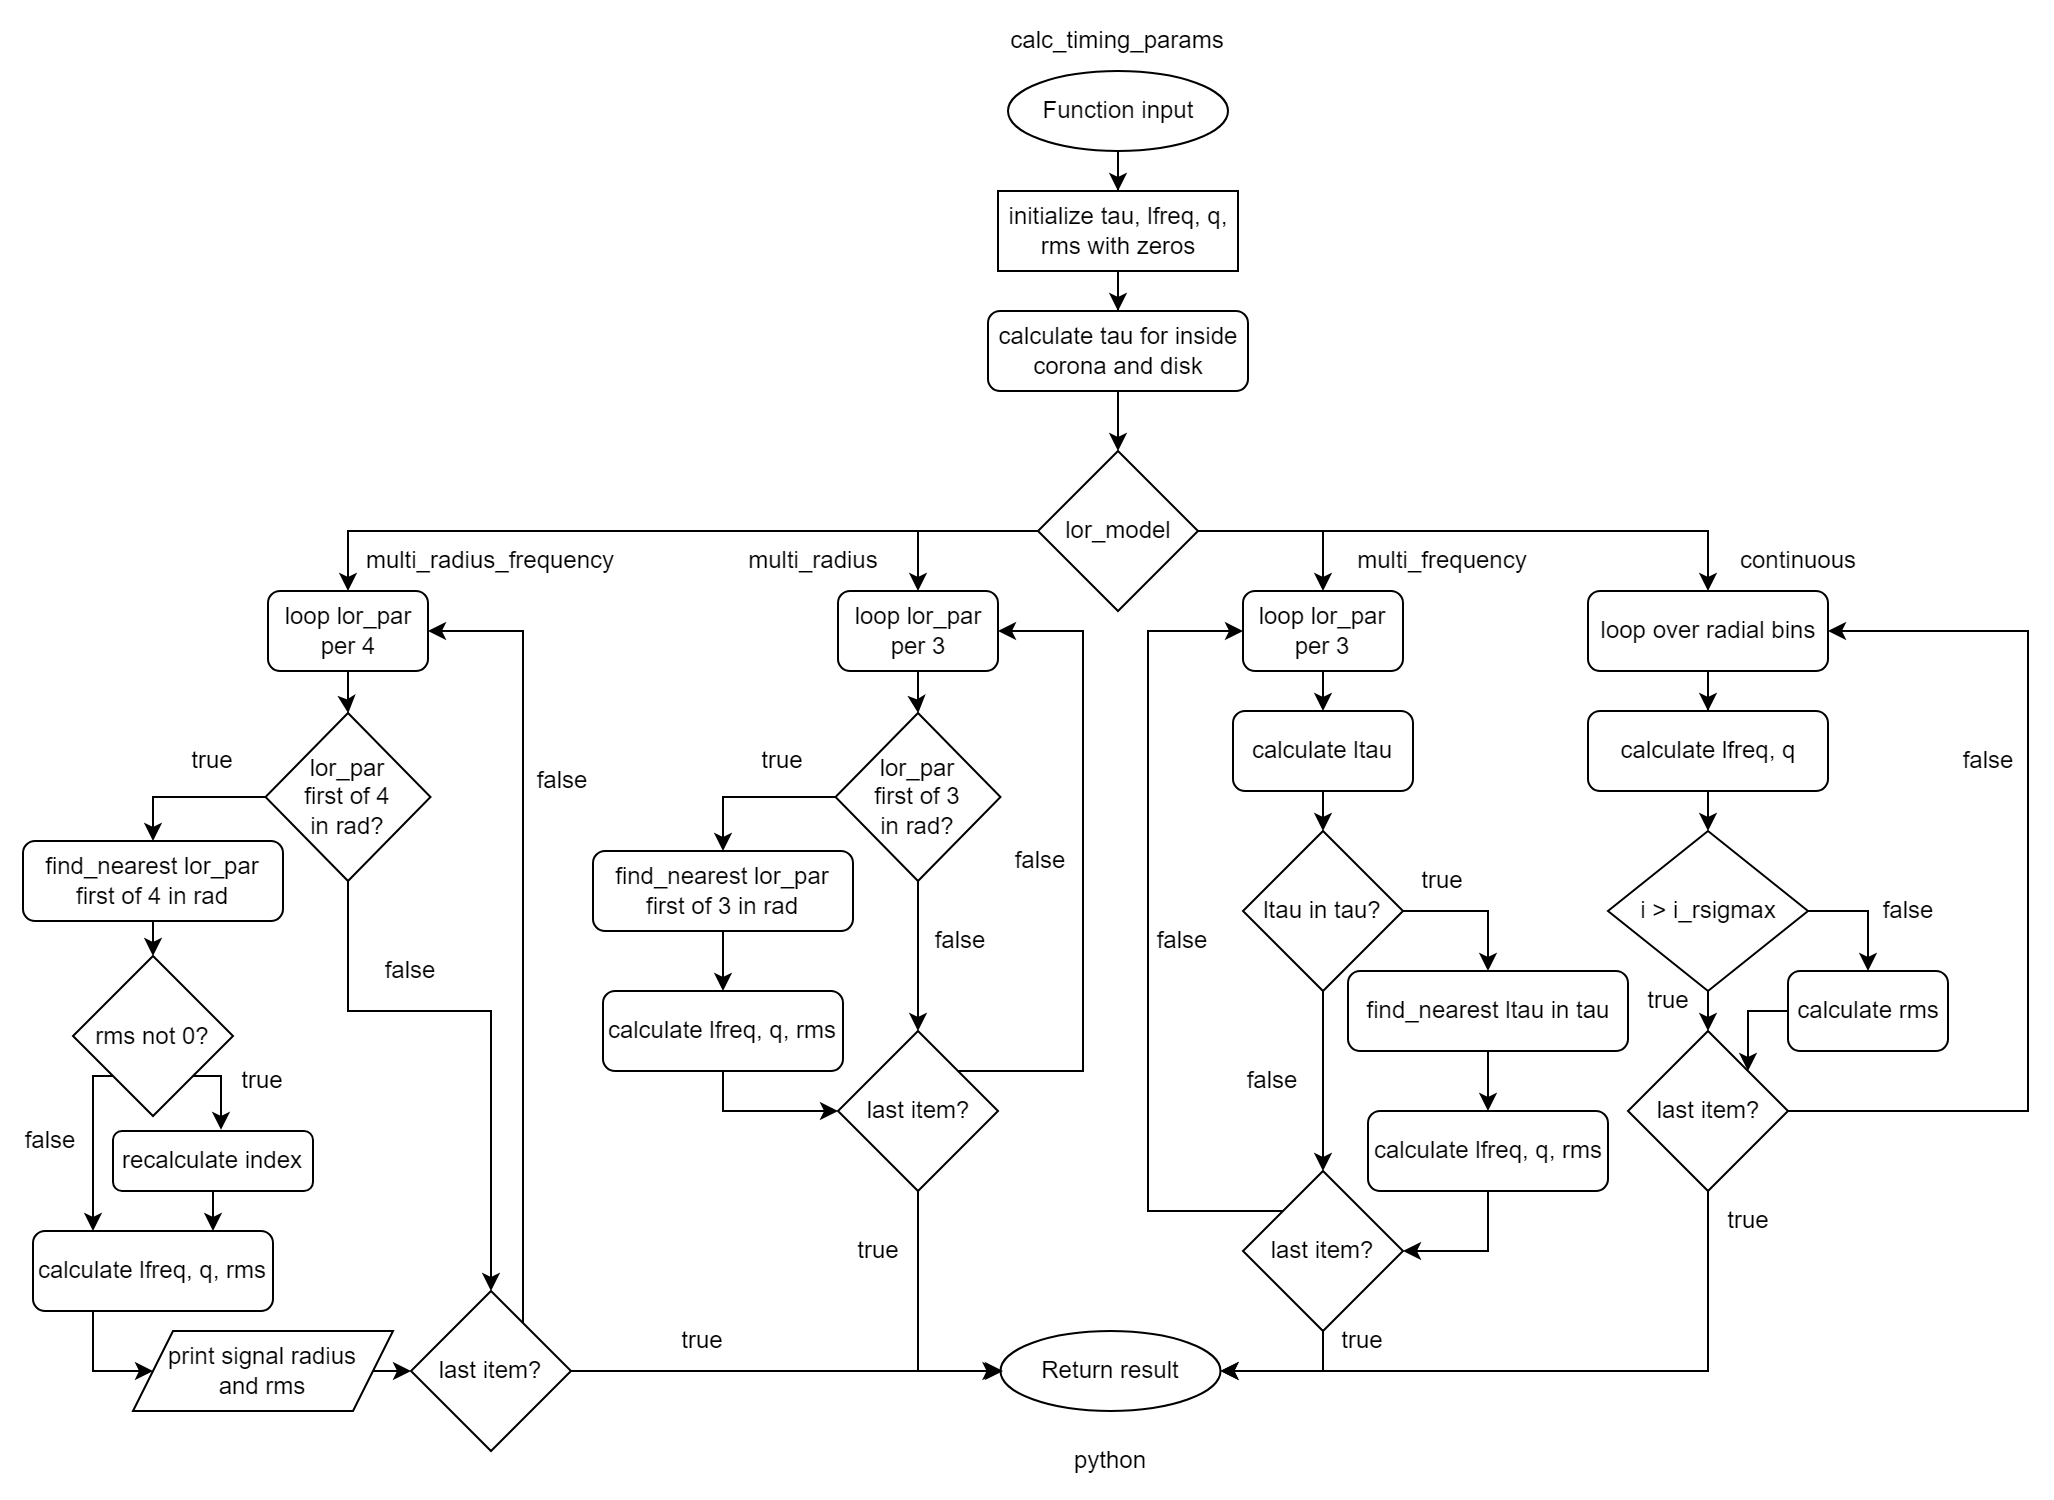 calc_timing_params
Function input
initialize tau, lfreq, q,
rms with zeros
calculate tau for inside
corona and disk
lor_model
multi_radius_frequency
loop lor_par
per 4
lor_par
first of 4
in rad?
true
false
false
find_nearest lor_par
first of 4 in rad
rms not 0?
true
false
recalculate index
calculate lfreq, q, rms
print signal radius
and rms
last item?
true
multi_radius
loop lor_par
per 3
lor_par
first of 3
in rad?
true
false
false
find_nearest lor_par
first of 3 in rad
calculate lfreq, q, rms
last item?
true
multi_frequency
loop lor_par
per 3
calculate ltau
ltau in tau?
true
false
false
find_nearest ltau in tau
calculate lfreq, q, rms
last item?
true
continuous
loop over radial bins
calculate lfreq, q
false
i > i_rsigmax
false
true
calculate rms
last item?
true
Return result
python